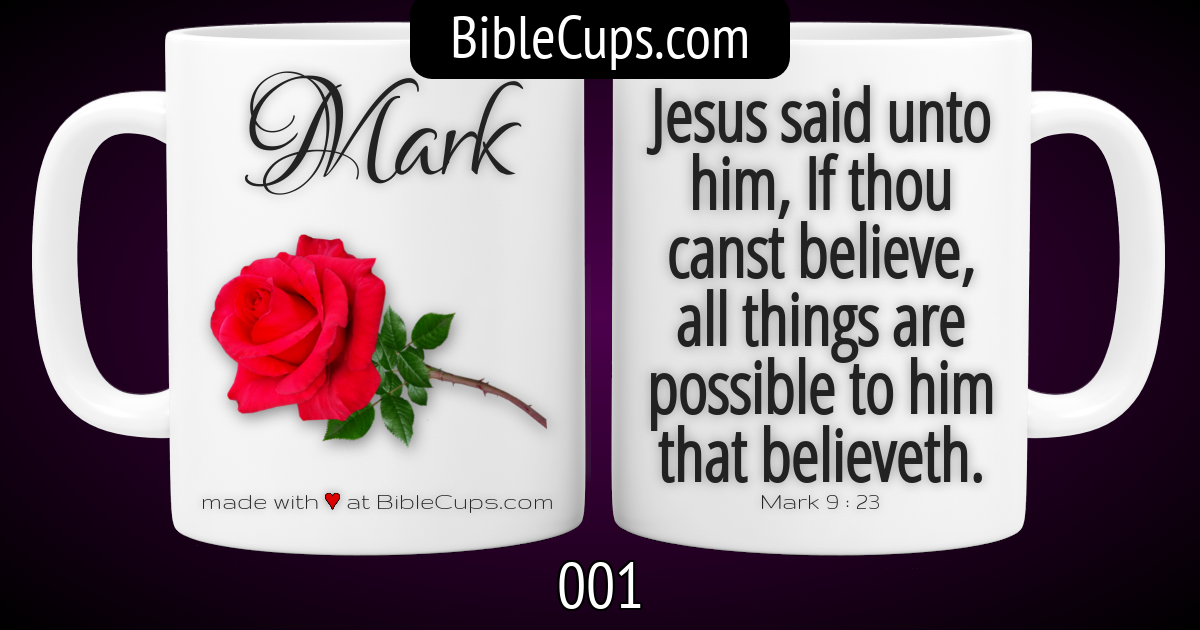 BibleCups.com
Mark
made with ♥ at BibleCups.com
Jesus said unto
him, If thou
canst believe,
all things are
possible to him
that believeth.
Mark 9 : 23
001